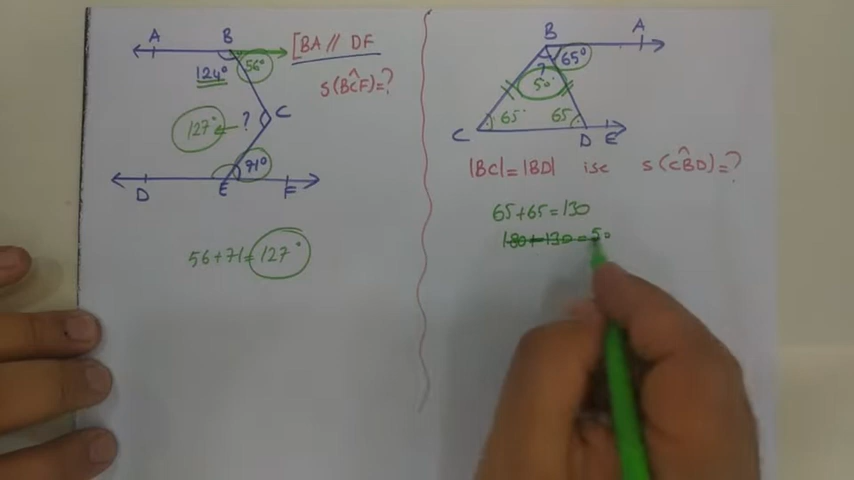 A B
[BA // DF
124° 56°
s(BĈF)=?
127° ? C
71°
D E F
56+71=127°
B A
65°
?
50°
65° 65
C D E
|BC|=|BD| ise s(CB̂D)=?
65+65=130
180-130=50